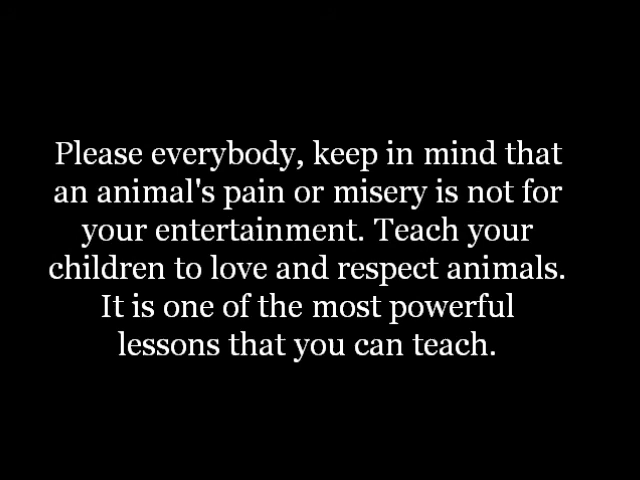 Please everybody, keep in mind that
an animal's pain or misery is not for
your entertainment. Teach your
children to love and respect animals.
It is one of the most powerful
lessons that you can teach.